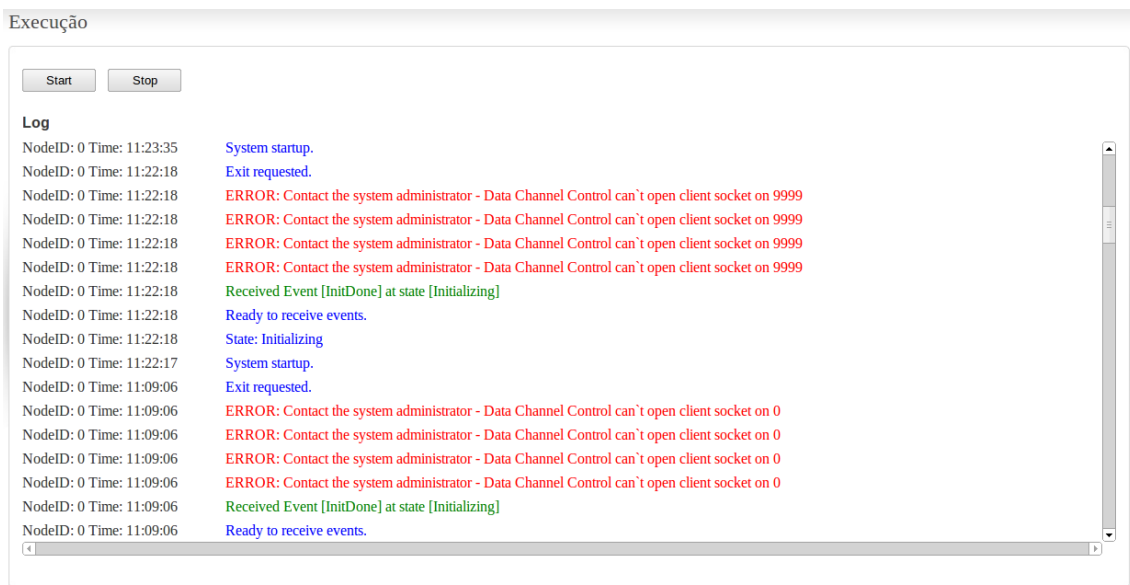 Execução
Start Stop
Log
NodeID: 0 Time: 11:23:35 System startup.
NodeID: 0 Time: 11:22:18 Exit requested.
NodeID: 0 Time: 11:22:18 ERROR: Contact the system administrator - Data Channel Control can`t open client socket on 9999
NodeID: 0 Time: 11:22:18 ERROR: Contact the system administrator - Data Channel Control can`t open client socket on 9999
NodeID: 0 Time: 11:22:18 ERROR: Contact the system administrator - Data Channel Control can`t open client socket on 9999
NodeID: 0 Time: 11:22:18 ERROR: Contact the system administrator - Data Channel Control can`t open client socket on 9999
NodeID: 0 Time: 11:22:18 Received Event [InitDone] at state [Initializing]
NodeID: 0 Time: 11:22:18 Ready to receive events.
NodeID: 0 Time: 11:22:18 State: Initializing
NodeID: 0 Time: 11:22:17 System startup.
NodeID: 0 Time: 11:09:06 Exit requested.
NodeID: 0 Time: 11:09:06 ERROR: Contact the system administrator - Data Channel Control can`t open client socket on 0
NodeID: 0 Time: 11:09:06 ERROR: Contact the system administrator - Data Channel Control can`t open client socket on 0
NodeID: 0 Time: 11:09:06 ERROR: Contact the system administrator - Data Channel Control can`t open client socket on 0
NodeID: 0 Time: 11:09:06 ERROR: Contact the system administrator - Data Channel Control can`t open client socket on 0
NodeID: 0 Time: 11:09:06 Received Event [InitDone] at state [Initializing]
NodeID: 0 Time: 11:09:06 Ready to receive events.